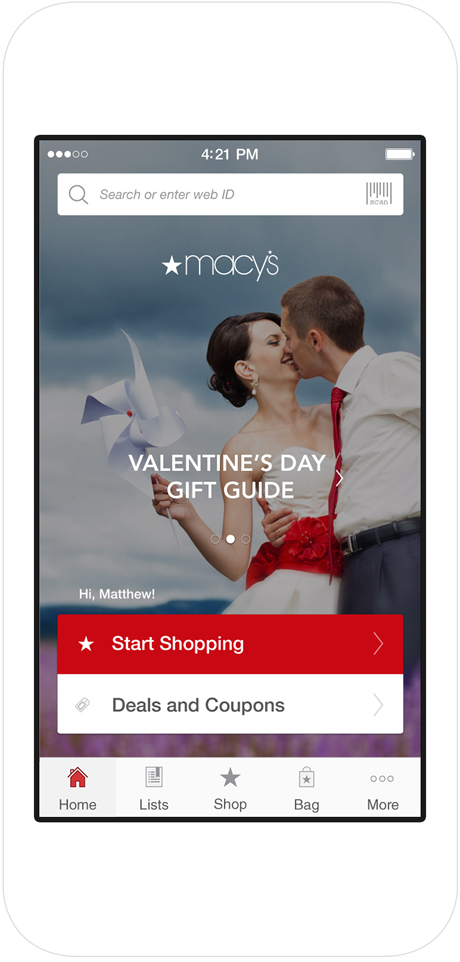 4:21 PM
Search or enter web ID
scan
macy's
VALENTINE'S DAY
GIFT GUIDE
Hi, Matthew!
Start Shopping
Deals and Coupons
Home
Lists
Shop
Bag
More